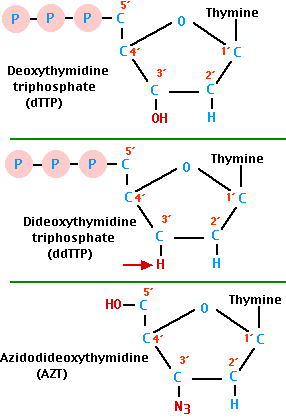 5´
P P P C O Thymine
C 4´ 1´ C
Deoxythymidine
triphosphate
(dTTP)
3´ 2´
C C
OH H
5´
P P P C O Thymine
C 4´ 1´ C
Dideoxythymidine
triphosphate
(ddTTP)
3´ 2´
C C
H H
5´
HO C O Thymine
C 4´ 1´ C
Azidodideoxythymidine
(AZT)
3´ 2´
C C
N3 H